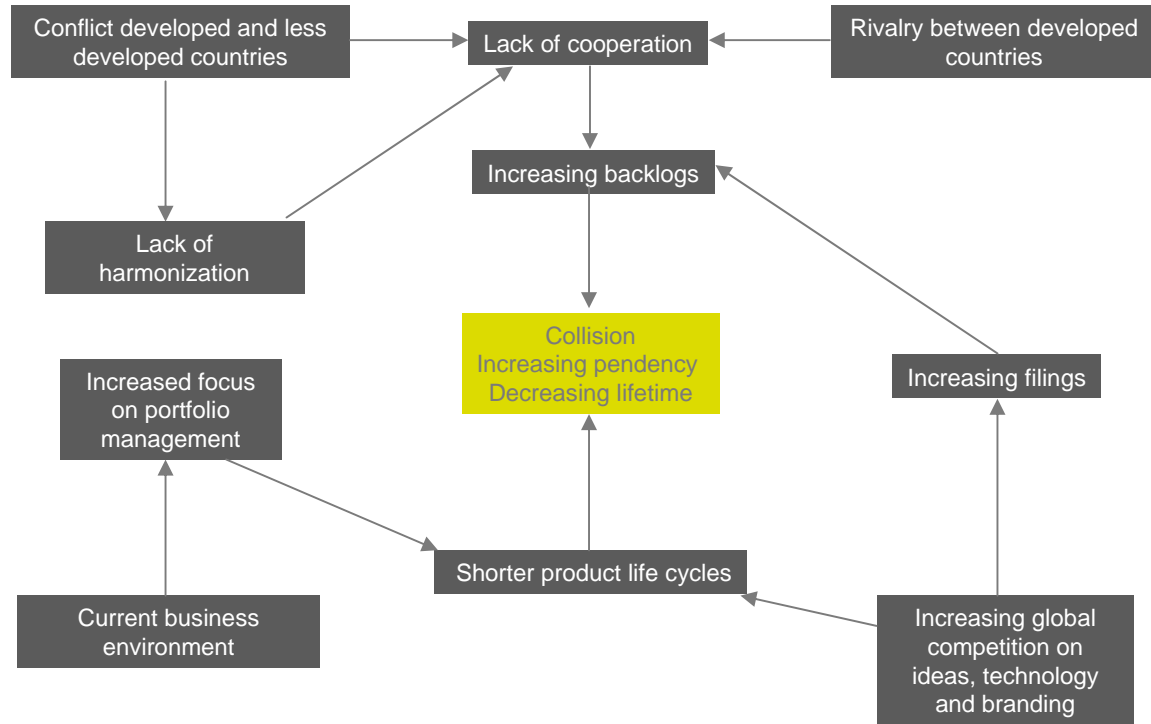 Conflict developed and less
developed countries
Lack of cooperation
Rivalry between developed
countries
Increasing backlogs
Lack of
harmonization
Collision
Increasing pendency
Decreasing lifetime
Increased focus
on portfolio
management
Increasing filings
Shorter product life cycles
Current business
environment
Increasing global
competition on
ideas, technology
and branding